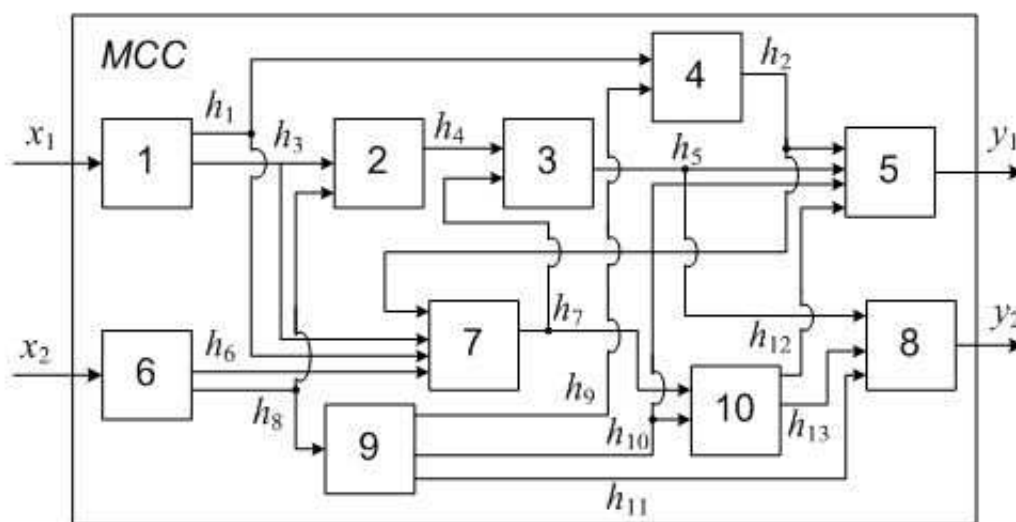 MCC
x₁
h₁
h₃
1
2
h₄
3
h₅
4
h₂
5
y₁
x₂
6
h₆
h₈
7
h₇
h₉
9
h₁₀
h₁₁
10
h₁₂
h₁₃
8
y₂